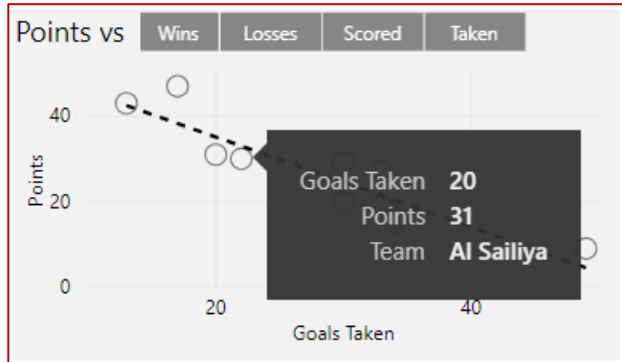 Points vs Wins Losses Scored Taken
40
20
0
Points
Goals Taken 20
Points 31
Team Al Sailiya
20 40
Goals Taken